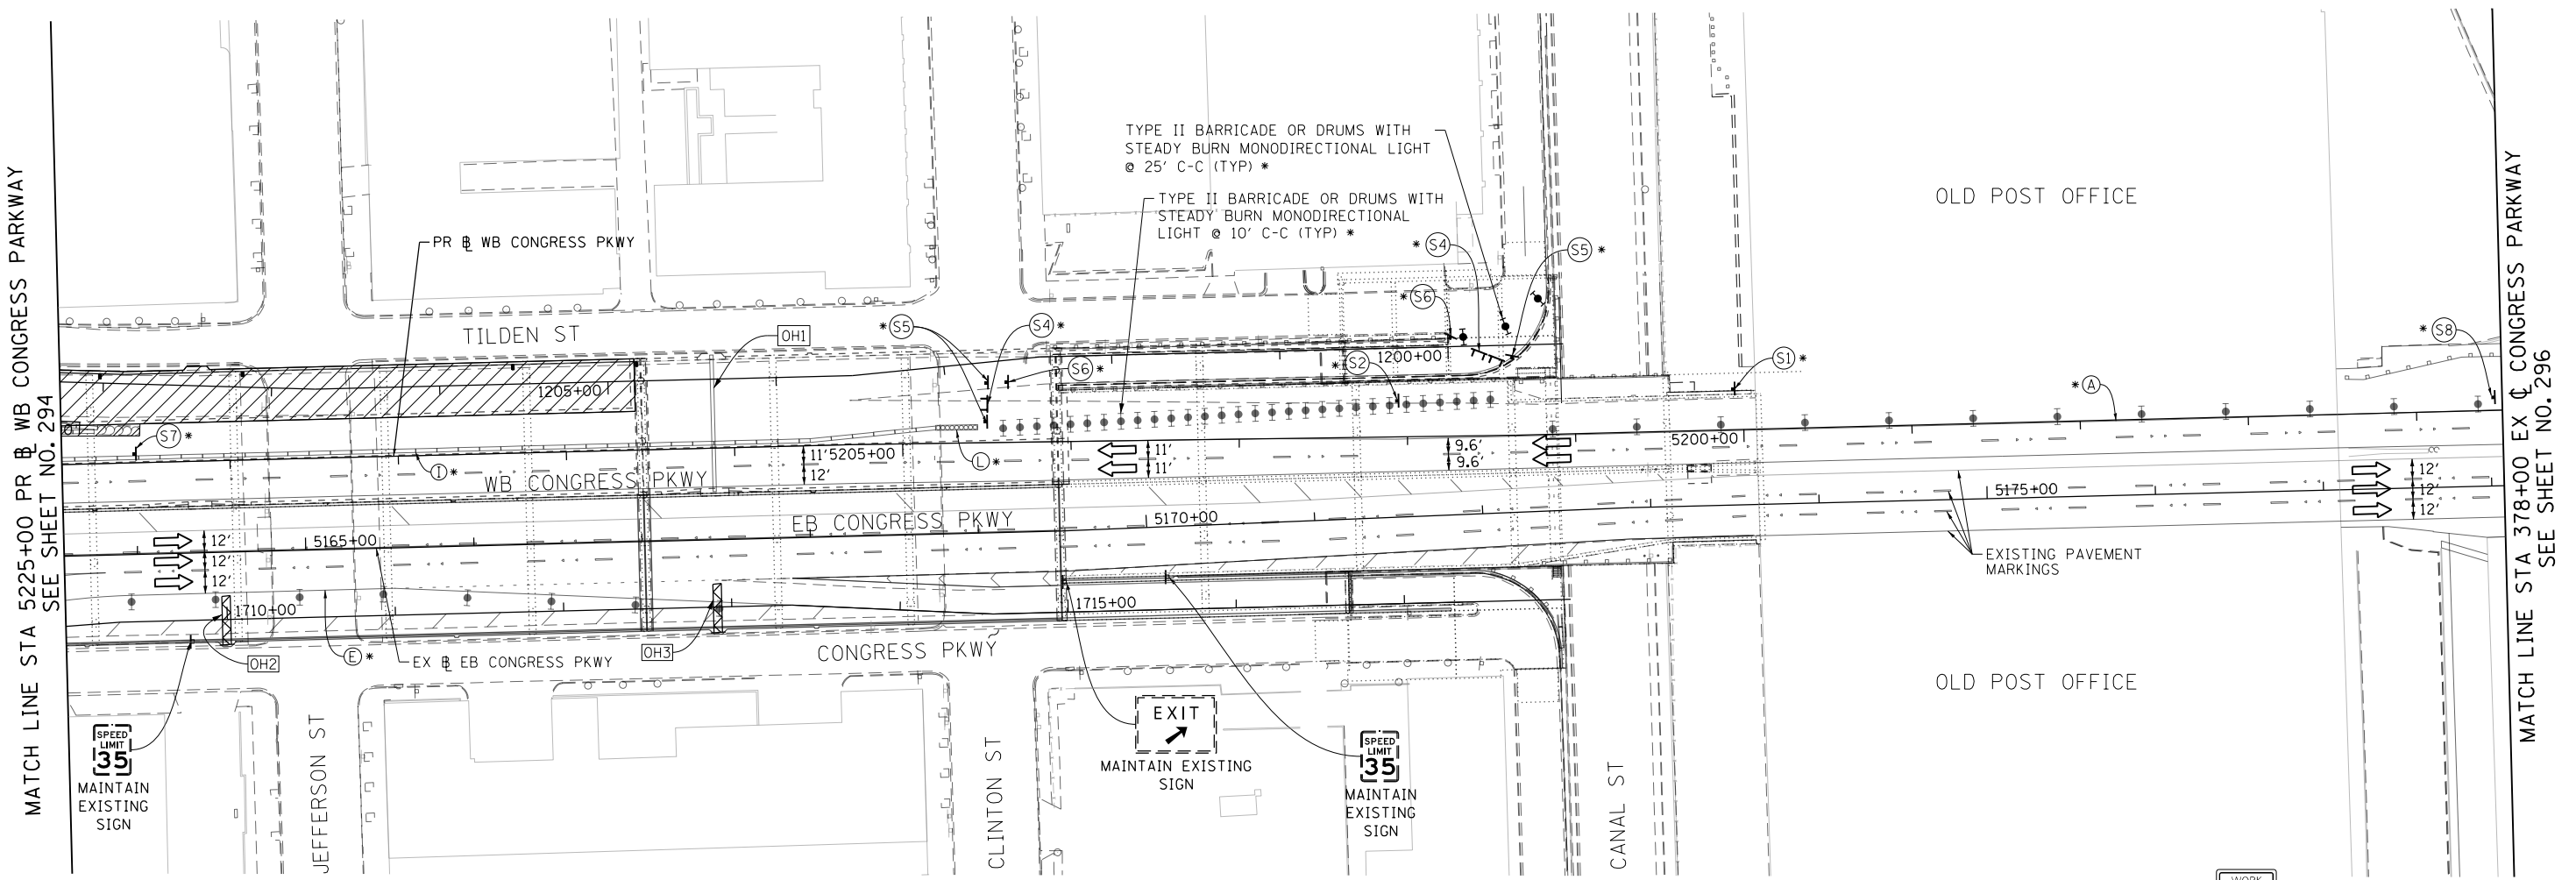 MATCH LINE STA 5225+00 PR BL WB CONGRESS PARKWAY
SEE SHEET NO. 294
TYPE II BARRICADE OR DRUMS WITH
STEADY BURN MONODIRECTIONAL LIGHT
@ 25' C-C (TYP) *
TYPE II BARRICADE OR DRUMS WITH
STEADY BURN MONODIRECTIONAL
LIGHT @ 10' C-C (TYP) *
OLD POST OFFICE
PR BL WB CONGRESS PKWY
* S4
S5 *
* S6
TILDEN ST
OH1
* S5
S4 *
S6 *
* S2
1200+00
S1 *
* S8
* A
1205+00
S7 *
I *
WB CONGRESS PKWY
11'
5205+00
12'
L *
11'
11'
9.6'
9.6'
5200+00
12'
12'
12'
5175+00
EB CONGRESS PKWY
5170+00
5165+00
12'
12'
12'
EXISTING PAVEMENT
MARKINGS
1710+00
1715+00
OH2
E *
EX BL EB CONGRESS PKWY
OH3
CONGRESS PKWY
OLD POST OFFICE
SPEED
LIMIT
35
MAINTAIN
EXISTING
SIGN
JEFFERSON ST
CLINTON ST
EXIT
MAINTAIN EXISTING
SIGN
SPEED
LIMIT
35
MAINTAIN
EXISTING
SIGN
CANAL ST
MATCH LINE STA 378+00 EX CL CONGRESS PARKWAY
SEE SHEET NO. 296
WORK